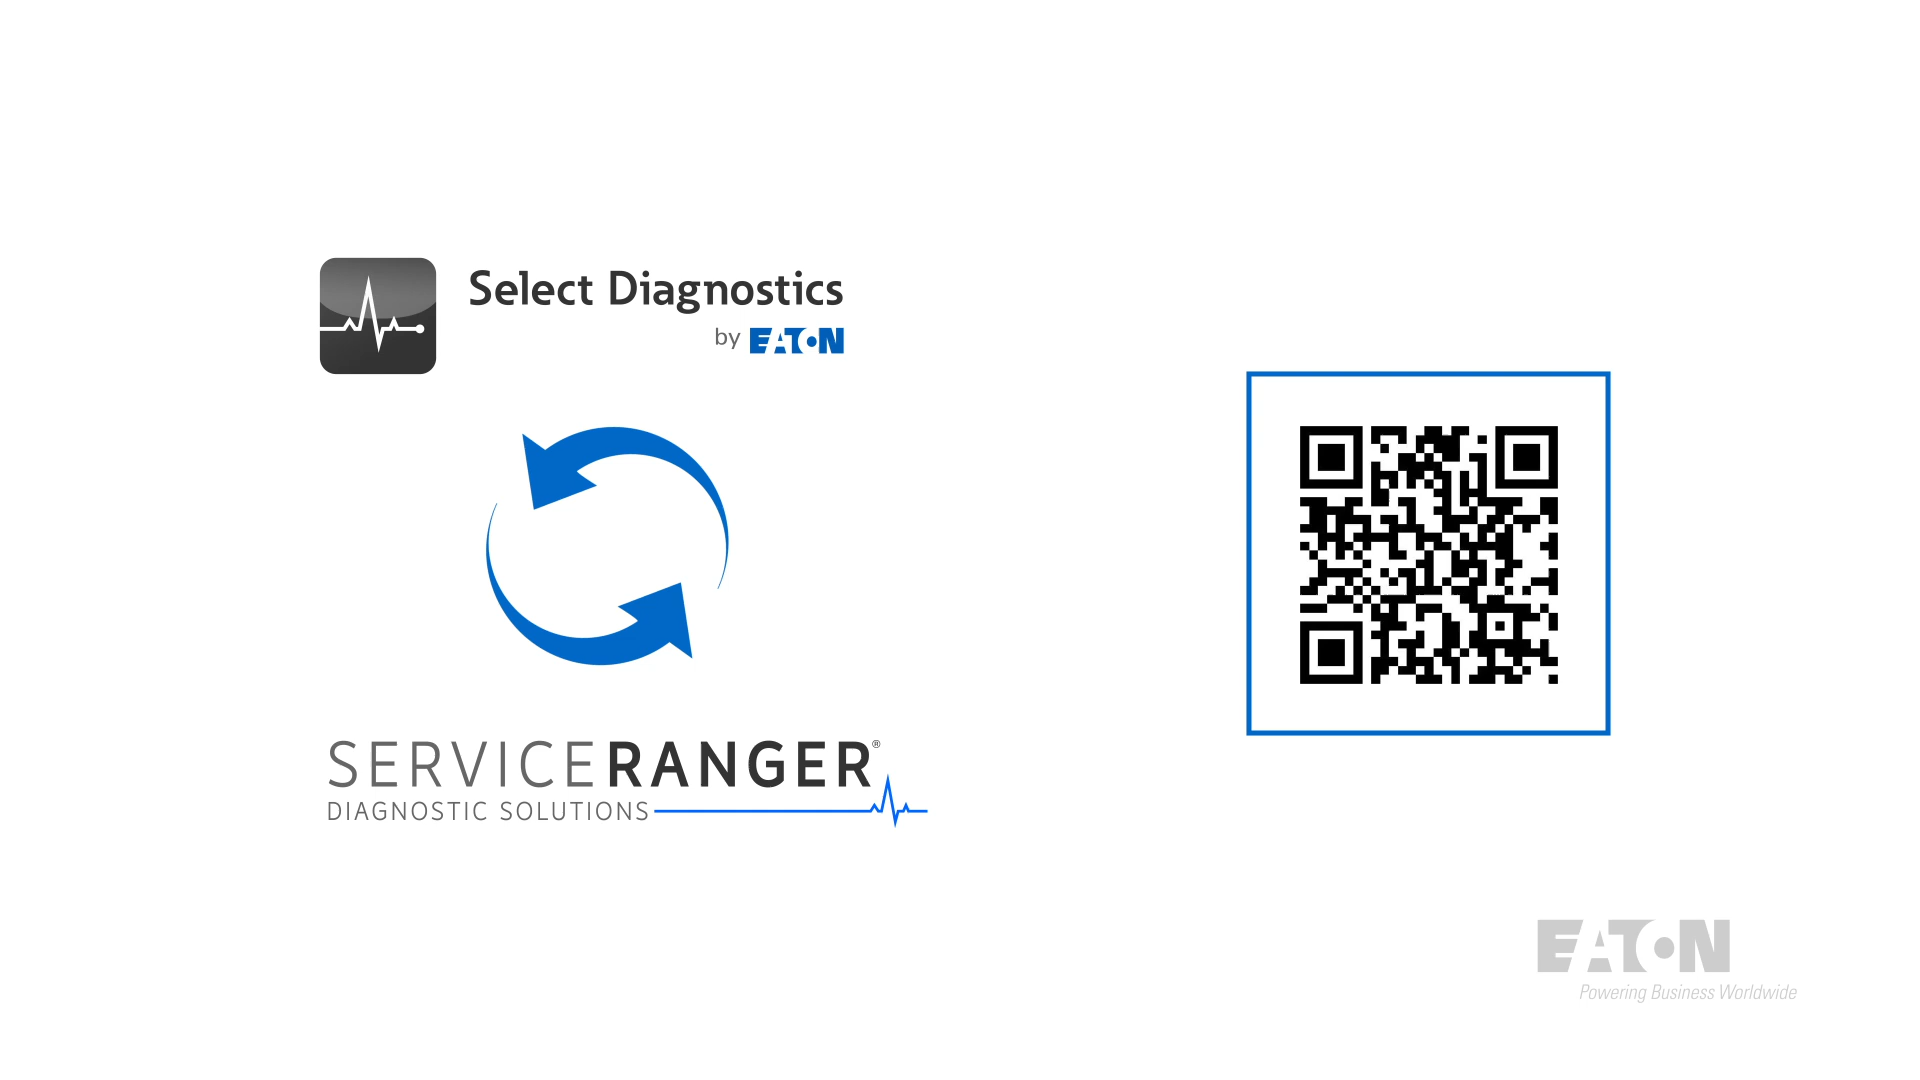 Select Diagnostics
by EATON
SERVICERANGER®
DIAGNOSTIC SOLUTIONS
EATON
Powering Business Worldwide